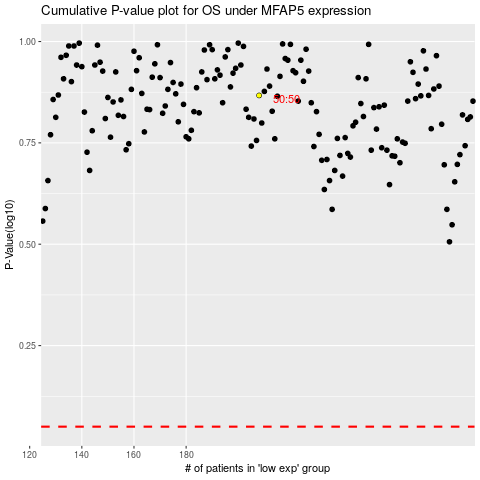 Cumulative P-value plot for OS under MFAP5 expression
P-Value(log10)
1.00
0.75
0.50
0.25
50:50
120 140 160 180
# of patients in 'low exp' group